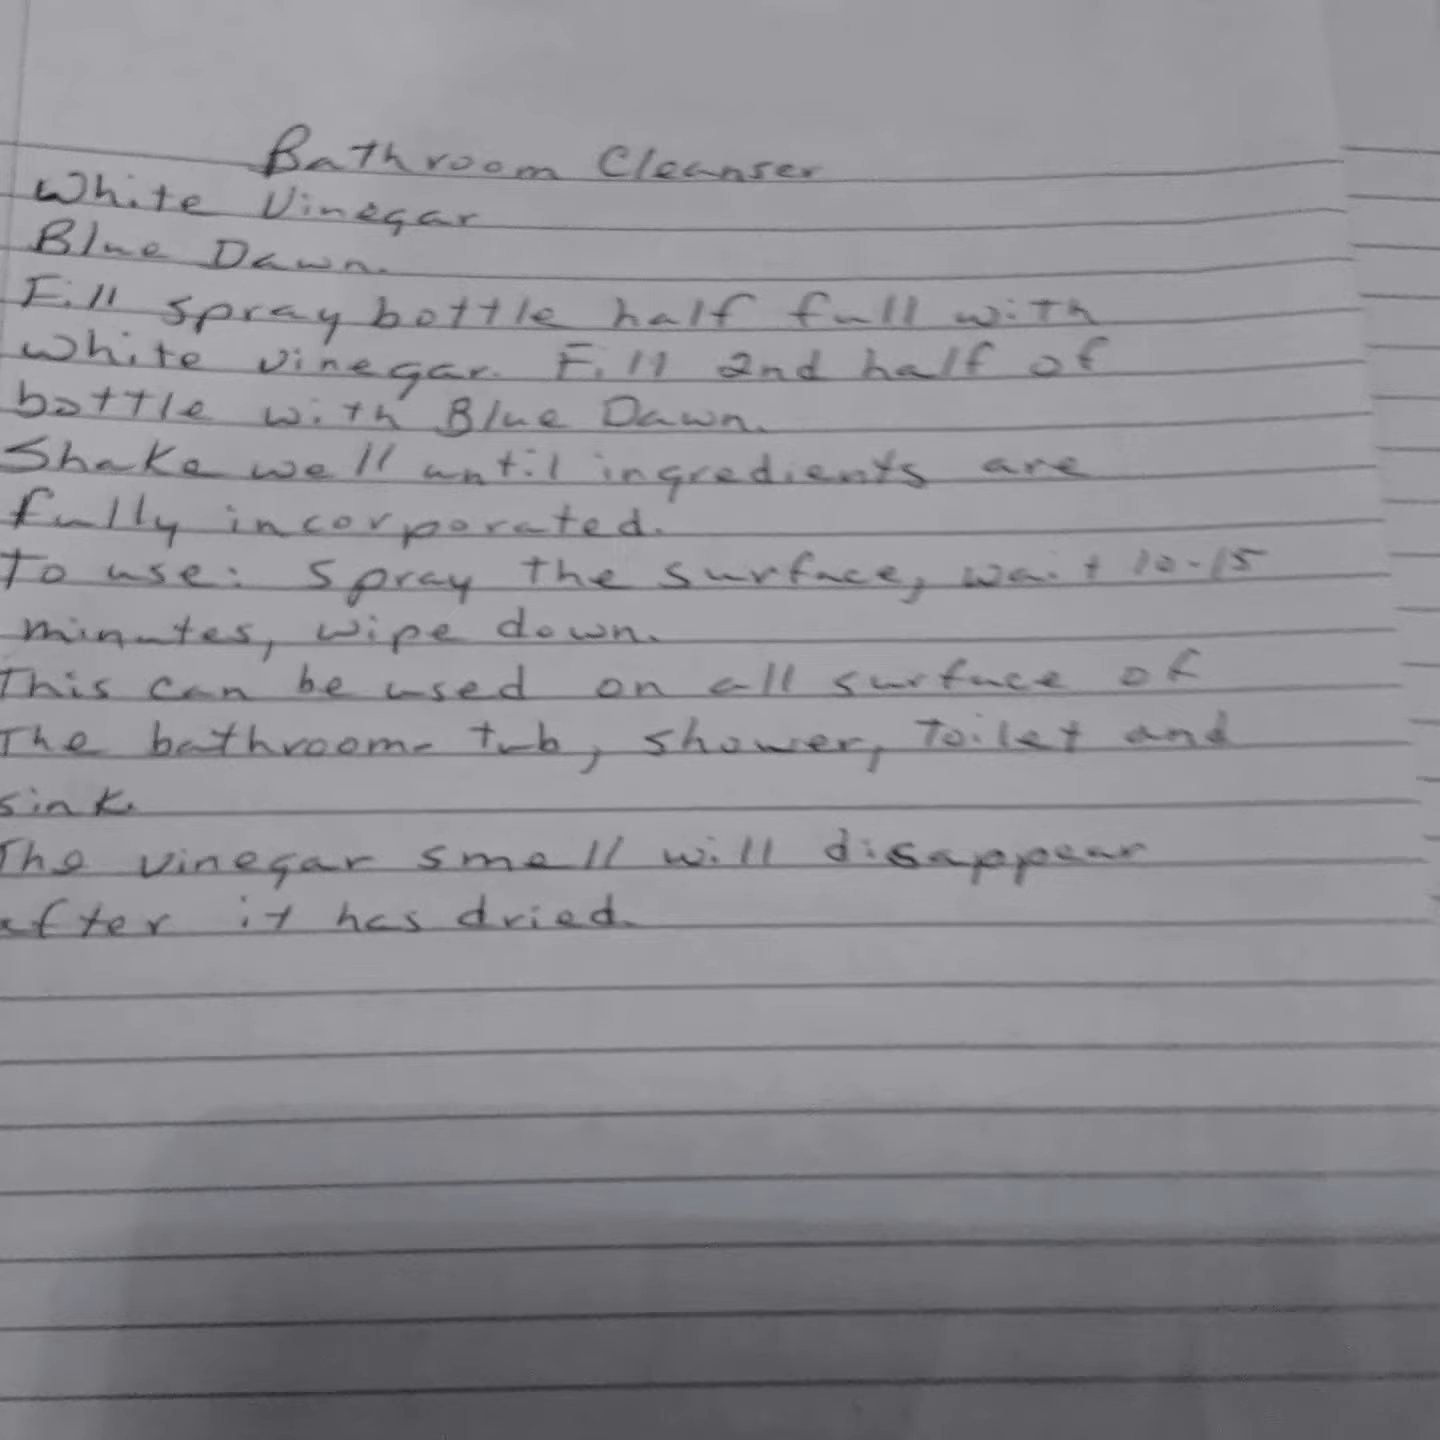 Bathroom Cleanser
White Vinegar
Blue Dawn.
Fill spray bottle half full with
white vinegar. Fill 2nd half of
bottle with Blue Dawn.
Shake well until ingredients are
fully incorporated.
To use: Spray the surface, wait 10-15
minutes, wipe down.
This can be used on all surface of
The bathroom- tub, shower, Toilet and
sink.
The vinegar smell will disappear
after it has dried.